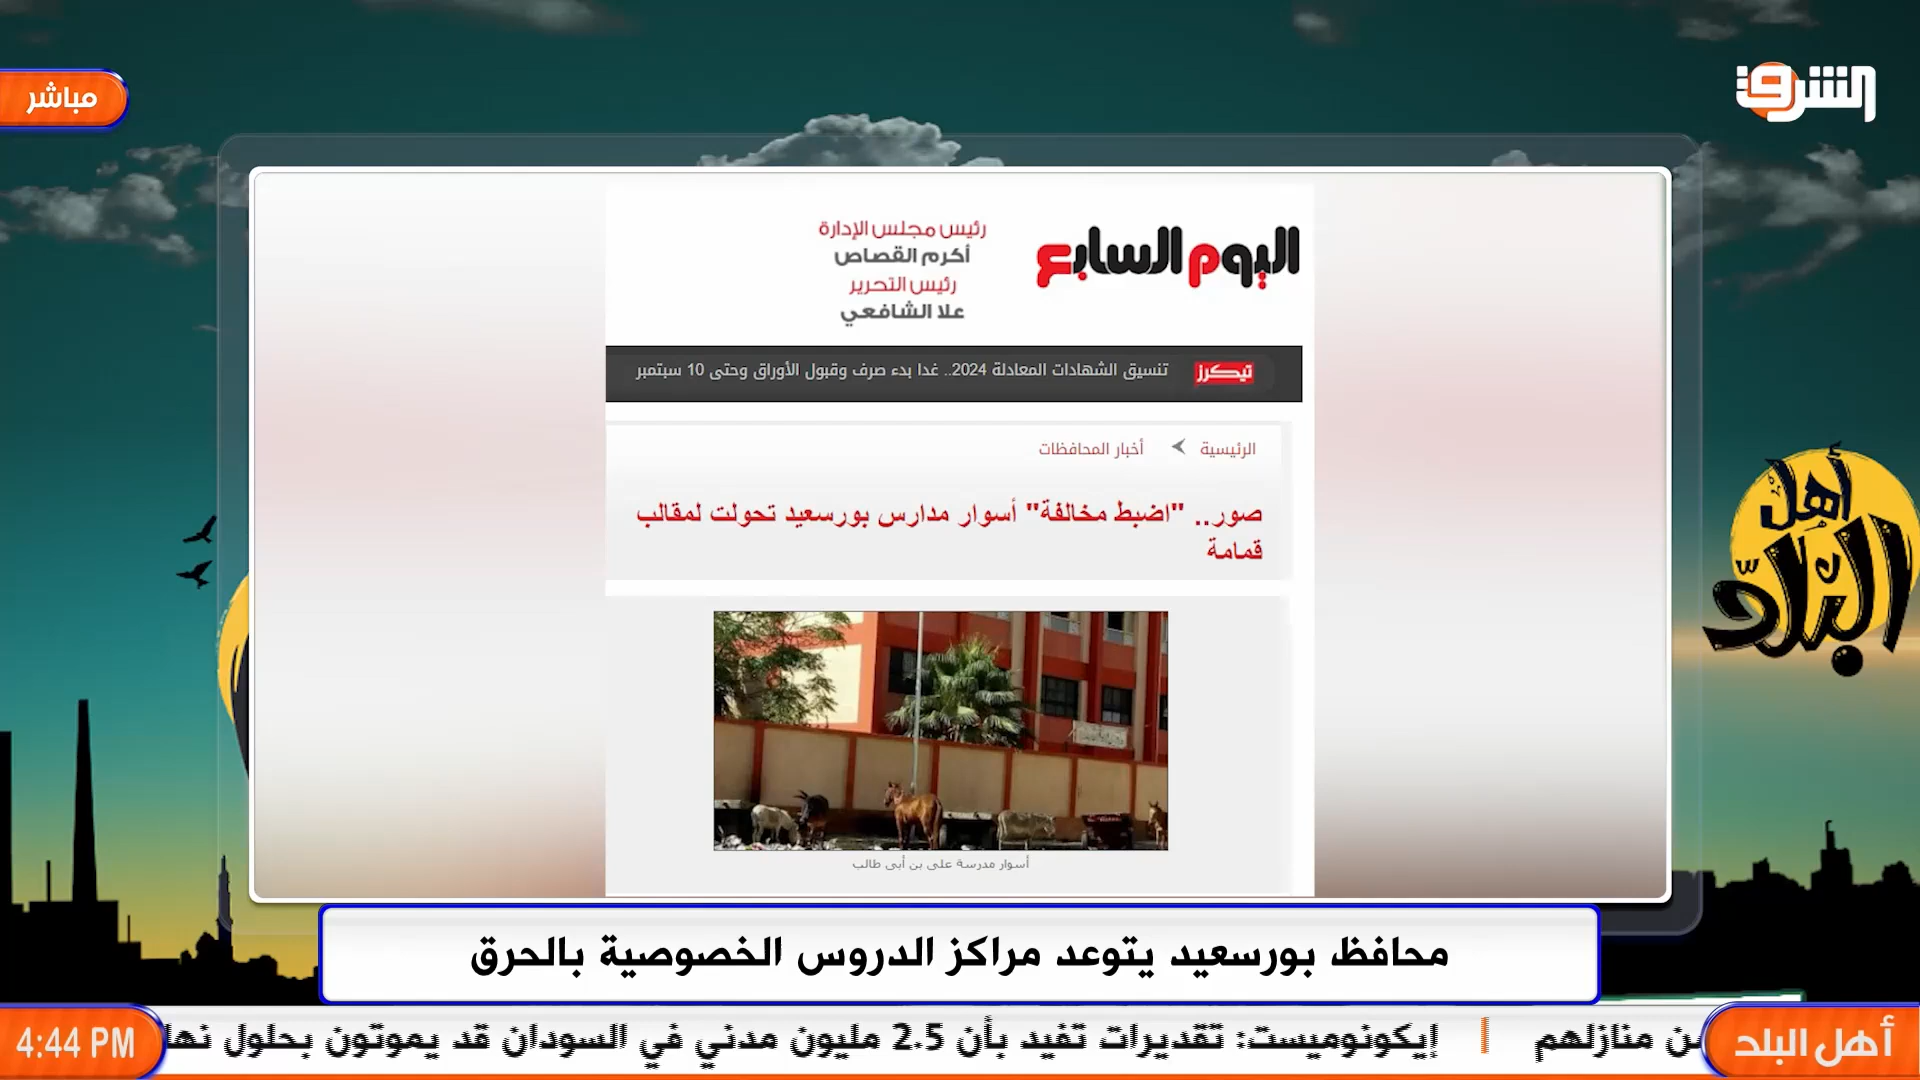 مباشر
الشرق
اليوم السابع
رئيس مجلس الإدارة
أكرم القصاص
رئيس التحرير
علا الشافعي
تيكرز
تنسيق الشهادات المعادلة 2024.. غدا بدء صرف وقبول الأوراق وحتى 10 سبتمبر
الرئيسية
أخبار المحافظات
صور.. "اضبط مخالفة" أسوار مدارس بورسعيد تحولت لمقالب
قمامة
أسوار مدرسة على بن أبى طالب
أهل
البلد
محافظ بورسعيد يتوعد مراكز الدروس الخصوصية بالحرق
أهل البلد
منازلهم | إيكونوميست: تقديرات تفيد بأن 2.5 مليون مدني في السودان قد يموتون بحلول
4:44 PM